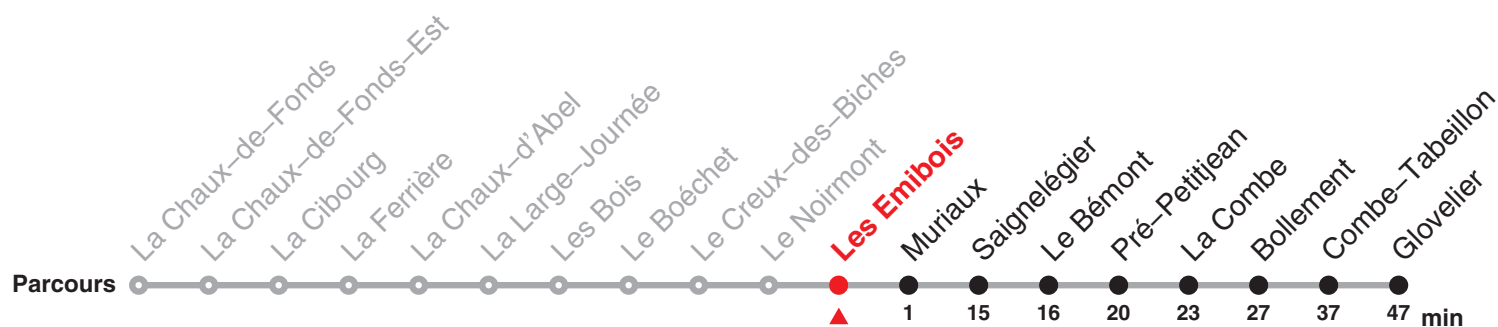 La Chaux–de–Fonds
La Chaux–de–Fonds–Est
La Cibourg
La Ferrière
La Chaux–d'Abel
La Large–Journée
Les Bois
Le Boéchet
Le Creux–des–Biches
Le Noirmont
Les Emibois
Muriaux
Saignelégier
Le Bémont
Pré–Petitjean
La Combe
Bollement
Combe–Tabeillon
Glovelier
Parcours
1 15 16 20 23 27 37 47 min